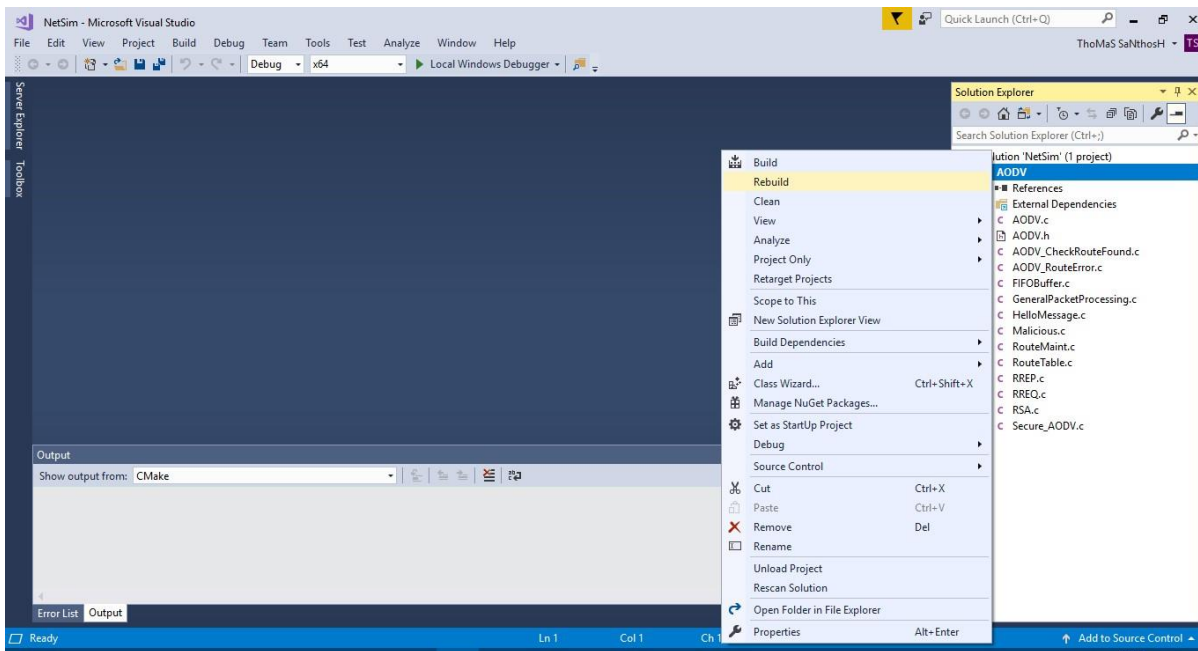 NetSim - Microsoft Visual Studio
Quick Launch (Ctrl+Q)
File Edit View Project Build Debug Team Tools Test Analyze Window Help
ThoMaS SaNthosH
TS
Debug x64 Local Windows Debugger
Server Explorer
Toolbox
Solution Explorer
Search Solution Explorer (Ctrl+;)
lution 'NetSim' (1 project)
AODV
References
External Dependencies
AODV.c
AODV.h
AODV_CheckRouteFound.c
AODV_RouteError.c
FIFOBuffer.c
GeneralPacketProcessing.c
HelloMessage.c
Malicious.c
RouteMaint.c
RouteTable.c
RREP.c
RREQ.c
RSA.c
Secure_AODV.c
Build
Rebuild
Clean
View
Analyze
Project Only
Retarget Projects
Scope to This
New Solution Explorer View
Build Dependencies
Add
Class Wizard... Ctrl+Shift+X
Manage NuGet Packages...
Set as StartUp Project
Debug
Source Control
Cut Ctrl+X
Paste Ctrl+V
Remove Del
Rename
Unload Project
Rescan Solution
Open Folder in File Explorer
Properties Alt+Enter
Output
Show output from: CMake
Error List Output
Ready Ln 1 Col 1 Ch 1 Add to Source Control